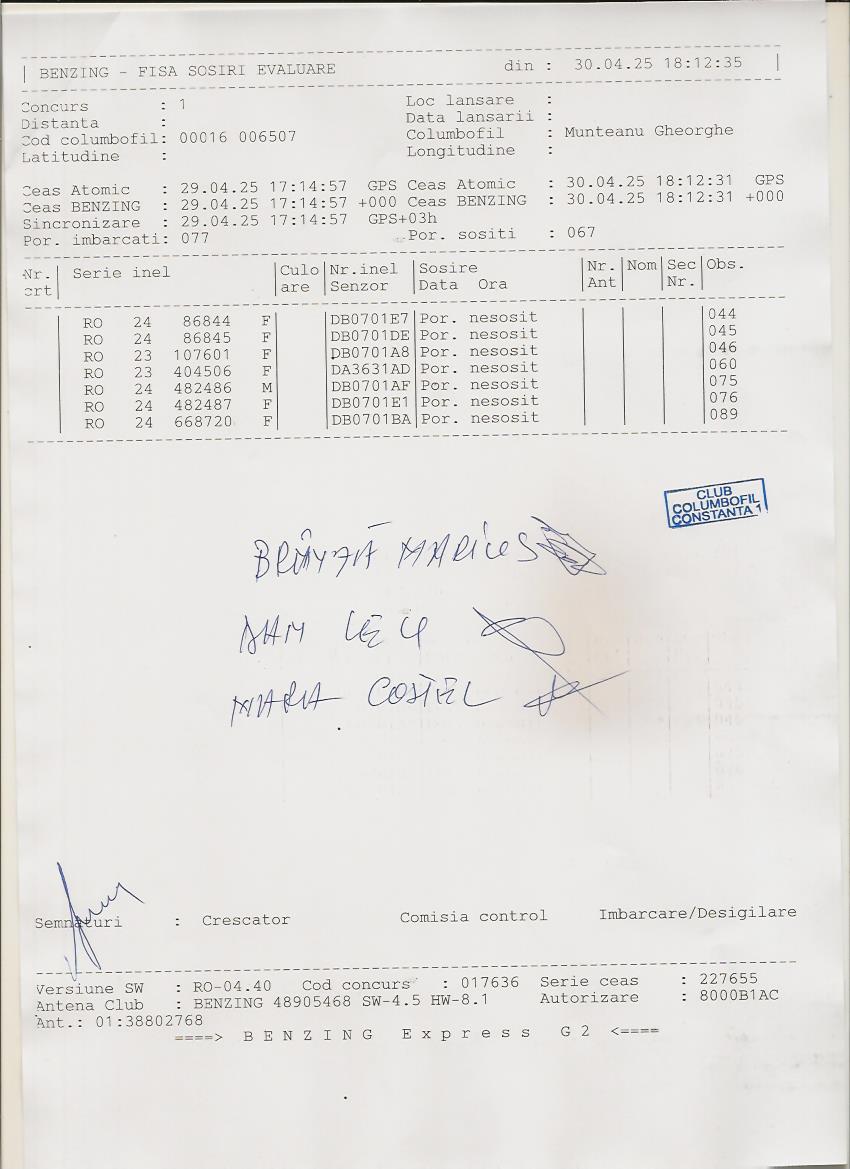 BENZING - FISA SOSIRI EVALUARE din : 30.04.25 18:12:35
Concurs : 1 Loc lansare :
Distanta : Data lansarii :
Cod columbofil: 00016 006507 Columbofil : Munteanu Gheorghe
Latitudine : Longitudine :
Ceas Atomic : 29.04.25 17:14:57 GPS Ceas Atomic : 30.04.25 18:12:31 GPS
Ceas BENZING : 29.04.25 17:14:57 +000 Ceas BENZING : 30.04.25 18:12:31 +000
Sincronizare : 29.04.25 17:14:57 GPS+03h
Por. imbarcati: 077 Por. sositi : 067
Nr. Serie inel Culo Nr.inel Sosire Nr. Nom Sec Obs.
crt are Senzor Data Ora Ant Nr.
RO 24 86844 F DB0701E7 Por. nesosit 044
RO 24 86845 F DB0701DE Por. nesosit 045
RO 23 107601 F DB0701A8 Por. nesosit 046
RO 23 404506 F DA3631AD Por. nesosit 060
RO 24 482486 M DB0701AF Por. nesosit 075
RO 24 482487 F DB0701E1 Por. nesosit 076
RO 24 668720 F DB0701BA Por. nesosit 089
CLUB
COLUMBOFIL
CONSTANTA 1
BRÂNZĂ MARIUS
MARIA COSTEL
Semnaturi : Crescator Comisia control Imbarcare/Desigilare
Versiune SW : RO-04.40 Cod concurs : 017636 Serie ceas : 227655
Antena Club : BENZING 48905468 SW-4.5 HW-8.1 Autorizare : 8000B1AC
Ant.: 01:38802768
====> B E N Z I N G E x p r e s s G 2 <====